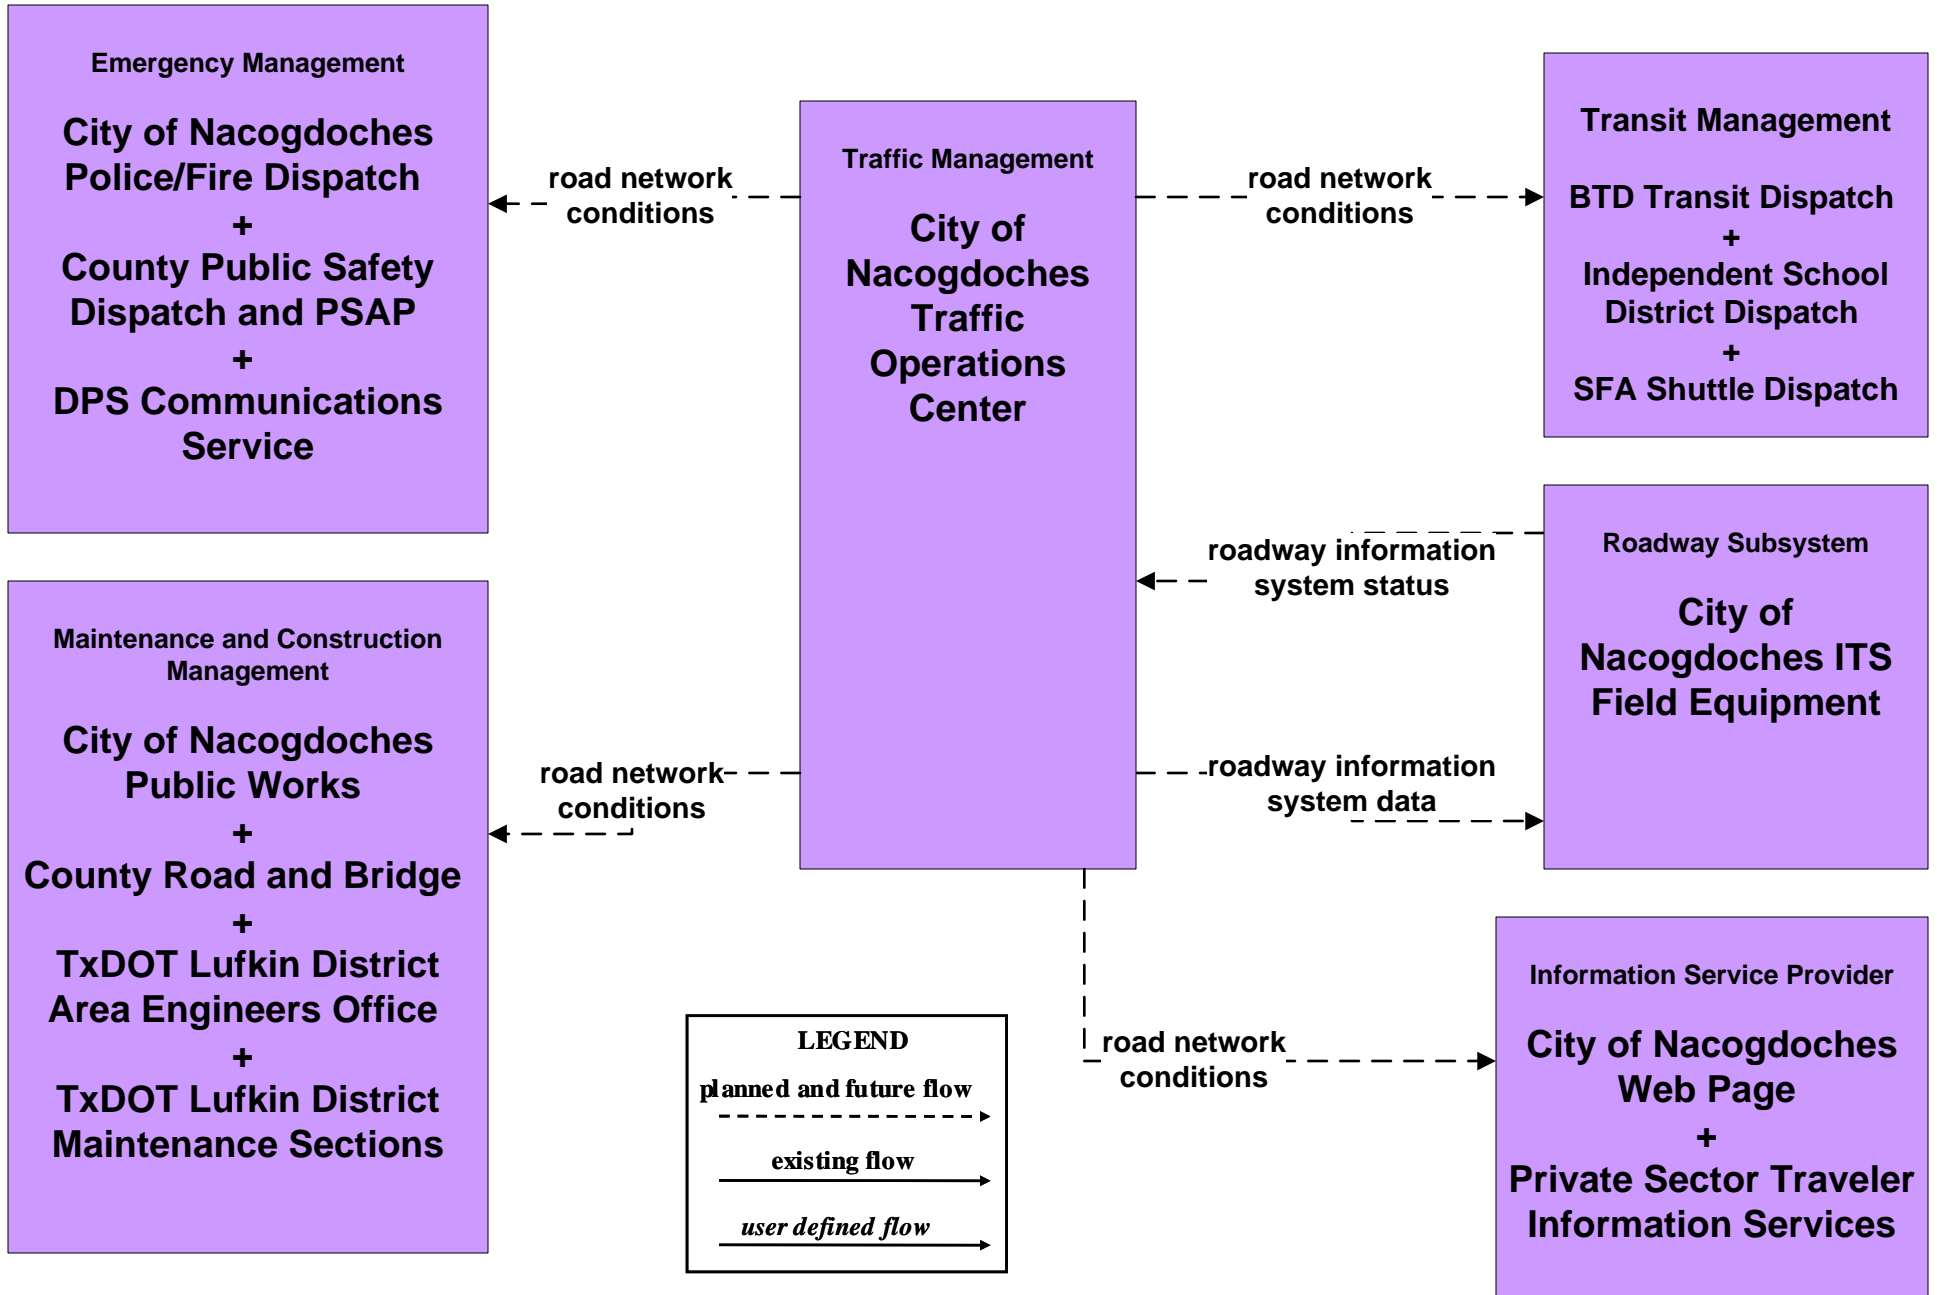 Emergency Management
City of Nacogdoches
Police/Fire Dispatch
+
County Public Safety
Dispatch and PSAP
+
DPS Communications
Service
road network
conditions
Traffic Management
City of
Nacogdoches
Traffic
Operations
Center
road network
conditions
Transit Management
BTD Transit Dispatch
+
Independent School
District Dispatch
+
SFA Shuttle Dispatch
roadway information
system status
Roadway Subsystem
City of
Nacogdoches ITS
Field Equipment
roadway information
system data
Maintenance and Construction
Management
City of Nacogdoches
Public Works
+
County Road and Bridge
+
TxDOT Lufkin District
Area Engineers Office
+
TxDOT Lufkin District
Maintenance Sections
road network
conditions
LEGEND
planned and future flow
existing flow
user defined flow
road network
conditions
Information Service Provider
City of Nacogdoches
Web Page
+
Private Sector Traveler
Information Services